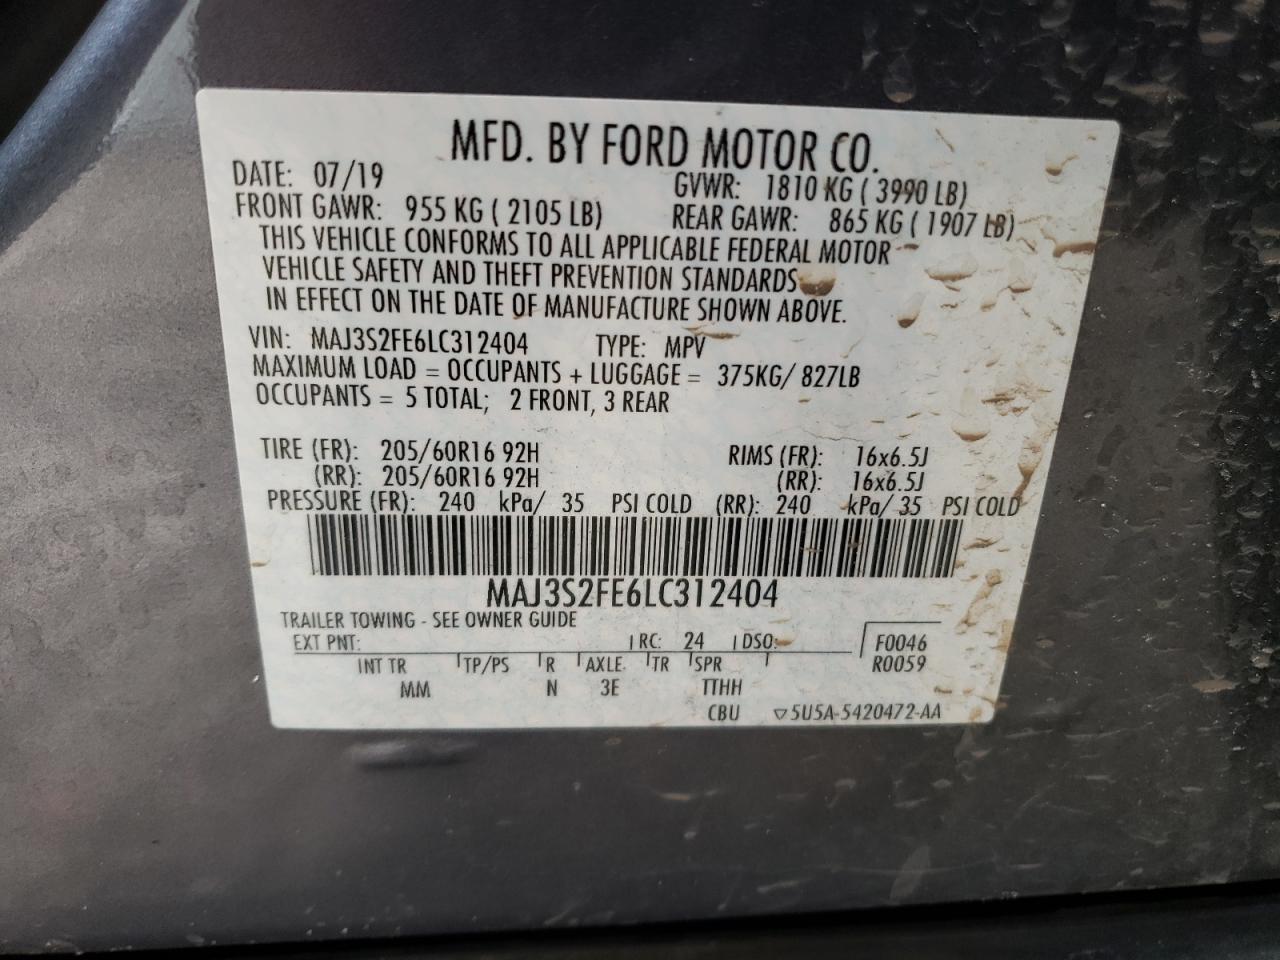 MFD. BY FORD MOTOR CO.
DATE: 07/19 GVWR: 1810 KG ( 3990 LB)
FRONT GAWR: 955 KG ( 2105 LB) REAR GAWR: 865 KG ( 1907 LB)
THIS VEHICLE CONFORMS TO ALL APPLICABLE FEDERAL MOTOR
VEHICLE SAFETY AND THEFT PREVENTION STANDARDS
IN EFFECT ON THE DATE OF MANUFACTURE SHOWN ABOVE.
VIN: MAJ3S2FE6LC312404 TYPE: MPV
MAXIMUM LOAD = OCCUPANTS + LUGGAGE = 375KG/ 827LB
OCCUPANTS = 5 TOTAL; 2 FRONT, 3 REAR
TIRE (FR): 205/60R16 92H RIMS (FR): 16x6.5J
(RR): 205/60R16 92H (RR): 16x6.5J
PRESSURE (FR): 240 kPa/ 35 PSI COLD (RR): 240 kPa/ 35 PSI COLD
MAJ3S2FE6LC312404
TRAILER TOWING - SEE OWNER GUIDE
EXT PNT: RC: 24 DSO: F0046
INT TR TP/PS R AXLE TR SPR R0059
MM N 3E TTHH
CBU ▽5U5A-5420472-AA